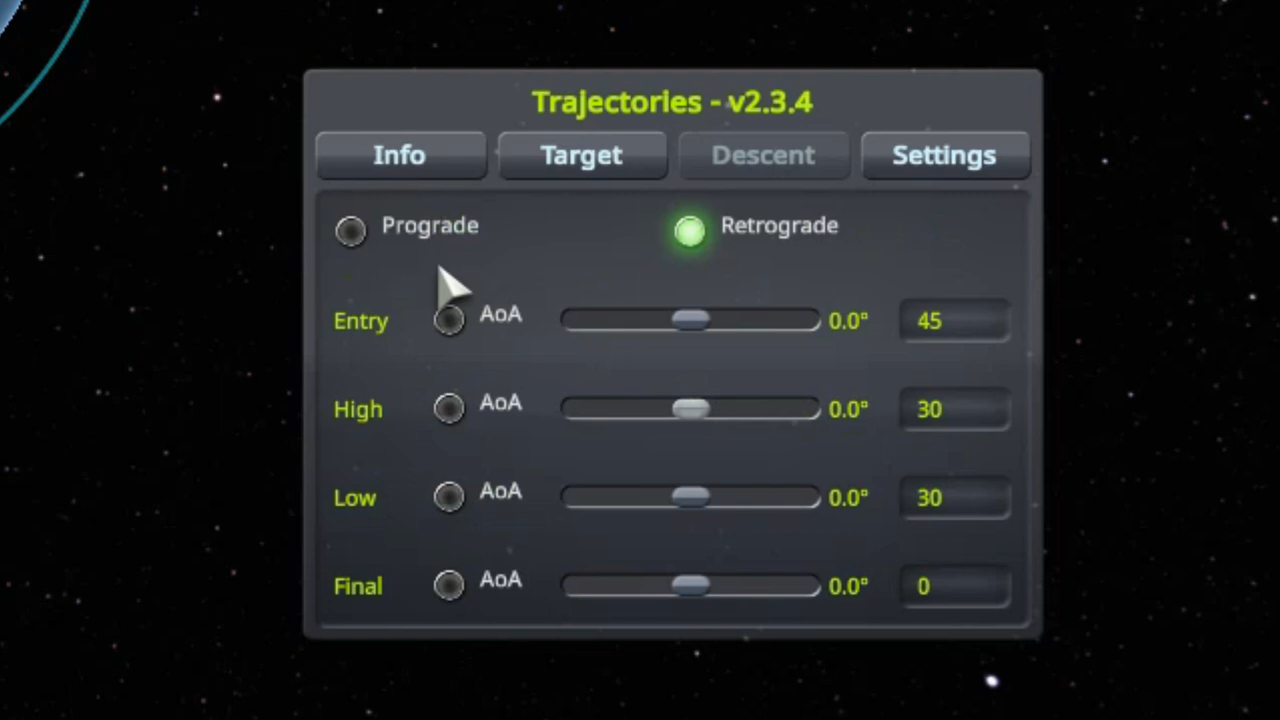 Trajectories - v2.3.4
Info Target Descent Settings
Prograde Retrograde
Entry AoA 0.0° 45
High AoA 0.0° 30
Low AoA 0.0° 30
Final AoA 0.0° 0